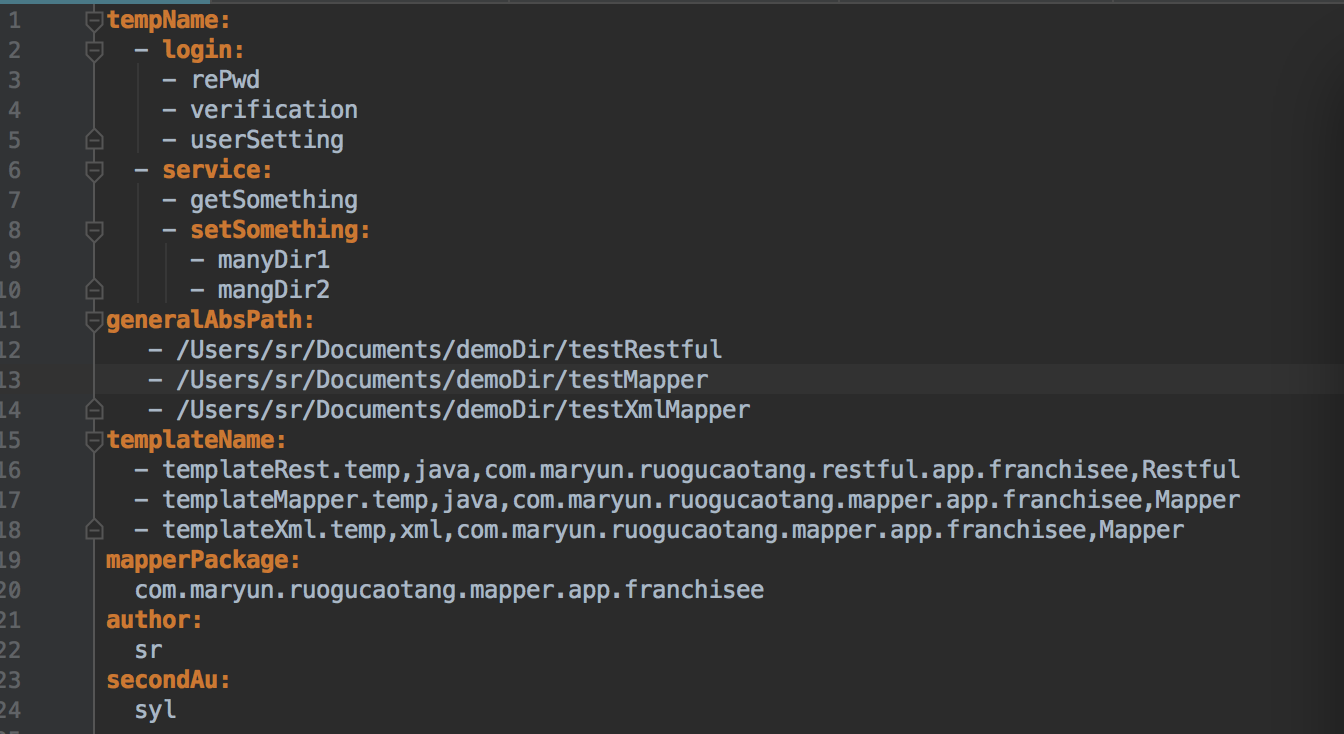 1 tempName:
2 - login:
3 - rePwd
4 - verification
5 - userSetting
6 - service:
7 - getSomething
8 - setSomething:
9 - manyDir1
10 - mangDir2
11 generalAbsPath:
12 - /Users/sr/Documents/demoDir/testRestful
13 - /Users/sr/Documents/demoDir/testMapper
14 - /Users/sr/Documents/demoDir/testXmlMapper
15 templateName:
16 - templateRest.temp,java,com.maryun.ruogucaotang.restful.app.franchisee,Restful
17 - templateMapper.temp,java,com.maryun.ruogucaotang.mapper.app.franchisee,Mapper
18 - templateXml.temp,xml,com.maryun.ruogucaotang.mapper.app.franchisee,Mapper
19 mapperPackage:
20 com.maryun.ruogucaotang.mapper.app.franchisee
21 author:
22 sr
23 secondAu:
24 syl